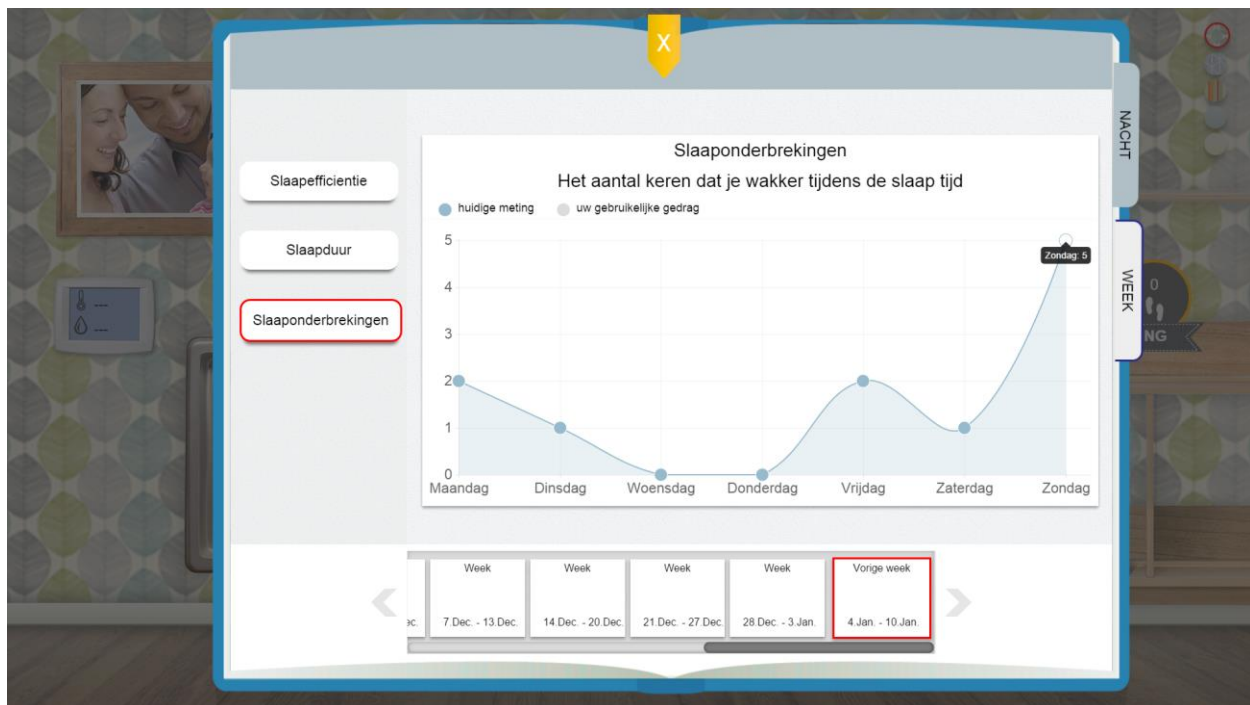 X
NACHT
WEEK
Slaapefficientie
Slaapduur
Slaaponderbrekingen
Slaaponderbrekingen
Het aantal keren dat je wakker tijdens de slaap tijd
huidige meting
uw gebruikelijke gedrag
5
4
3
2
1
0
Zondag: 5
Maandag Dinsdag Woensdag Donderdag Vrijdag Zaterdag Zondag
Week Week Week Week Vorige week
ec. 7.Dec. - 13.Dec. 14.Dec. - 20.Dec. 21.Dec. - 27.Dec. 28.Dec. - 3.Jan. 4.Jan. - 10.Jan.
--
--
0
NG